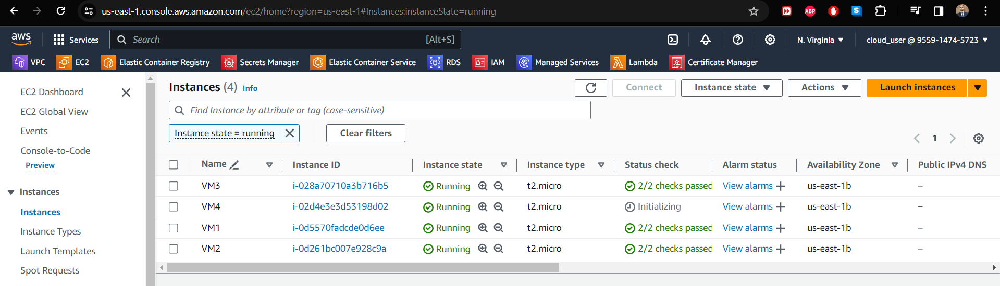 us-east-1.console.aws.amazon.com/ec2/home?region=us-east-1#Instances:instanceState=running
ABP
S
aws Services Search [Alt+S] N. Virginia cloud_user @ 9559-1474-5723
VPC EC2 Elastic Container Registry Secrets Manager Elastic Container Service RDS IAM Managed Services Lambda Certificate Manager
EC2 Dashboard
EC2 Global View
Events
Console-to-Code
Preview
Instances
Instances
Instance Types
Launch Templates
Spot Requests
Instances (4) Info Connect Instance state Actions Launch instances
Find Instance by attribute or tag (case-sensitive)
Instance state = running Clear filters
1
Name Instance ID Instance state Instance type Status check Alarm status Availability Zone Public IPv4 DNS
VM3 i-028a70710a3b716b5 Running t2.micro 2/2 checks passed View alarms + us-east-1b –
VM4 i-02d4e3e3d53198d02 Running t2.micro Initializing View alarms + us-east-1b –
VM1 i-0d5570fadcde0d6ee Running t2.micro 2/2 checks passed View alarms + us-east-1b –
VM2 i-0d261bc007e928c9a Running t2.micro 2/2 checks passed View alarms + us-east-1b –